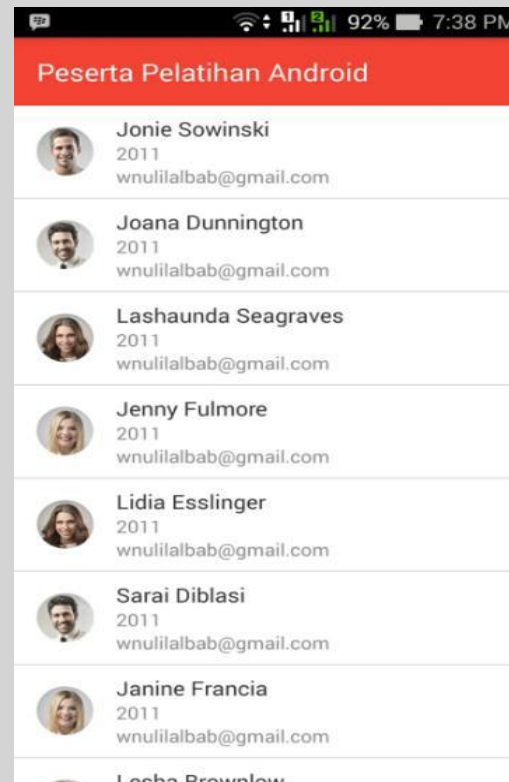 92% 7:38 PM
Peserta Pelatihan Android
Jonie Sowinski
2011
wnulilalbab@gmail.com
Joana Dunnington
2011
wnulilalbab@gmail.com
Lashaunda Seagraves
2011
wnulilalbab@gmail.com
Jenny Fulmore
2011
wnulilalbab@gmail.com
Lidia Esslinger
2011
wnulilalbab@gmail.com
Sarai Diblasi
2011
wnulilalbab@gmail.com
Janine Francia
2011
wnulilalbab@gmail.com
Lesha Brownlow